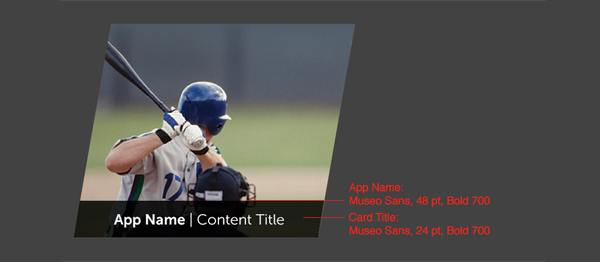 App Name:
Museo Sans, 48 pt, Bold 700
App Name | Content Title
Card Title:
Museo Sans, 24 pt, Bold 700
17